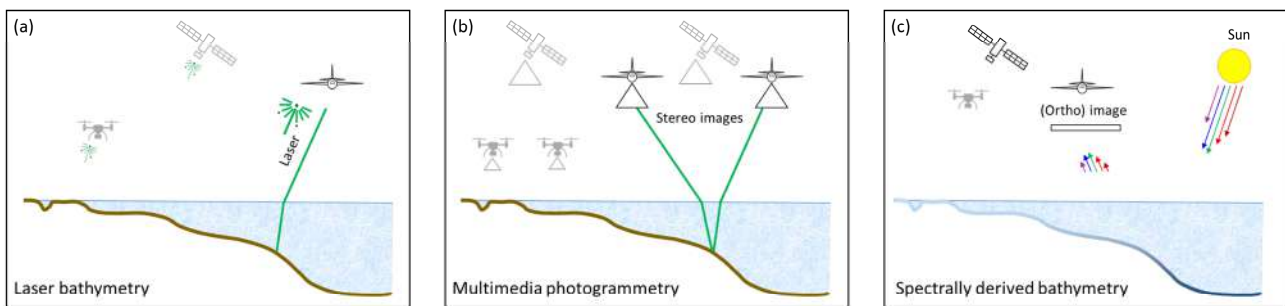 (a)
Laser
Laser bathymetry
(b)
Stereo images
Multimedia photogrammetry
(c)
Sun
(Ortho) image
Spectrally derived bathymetry